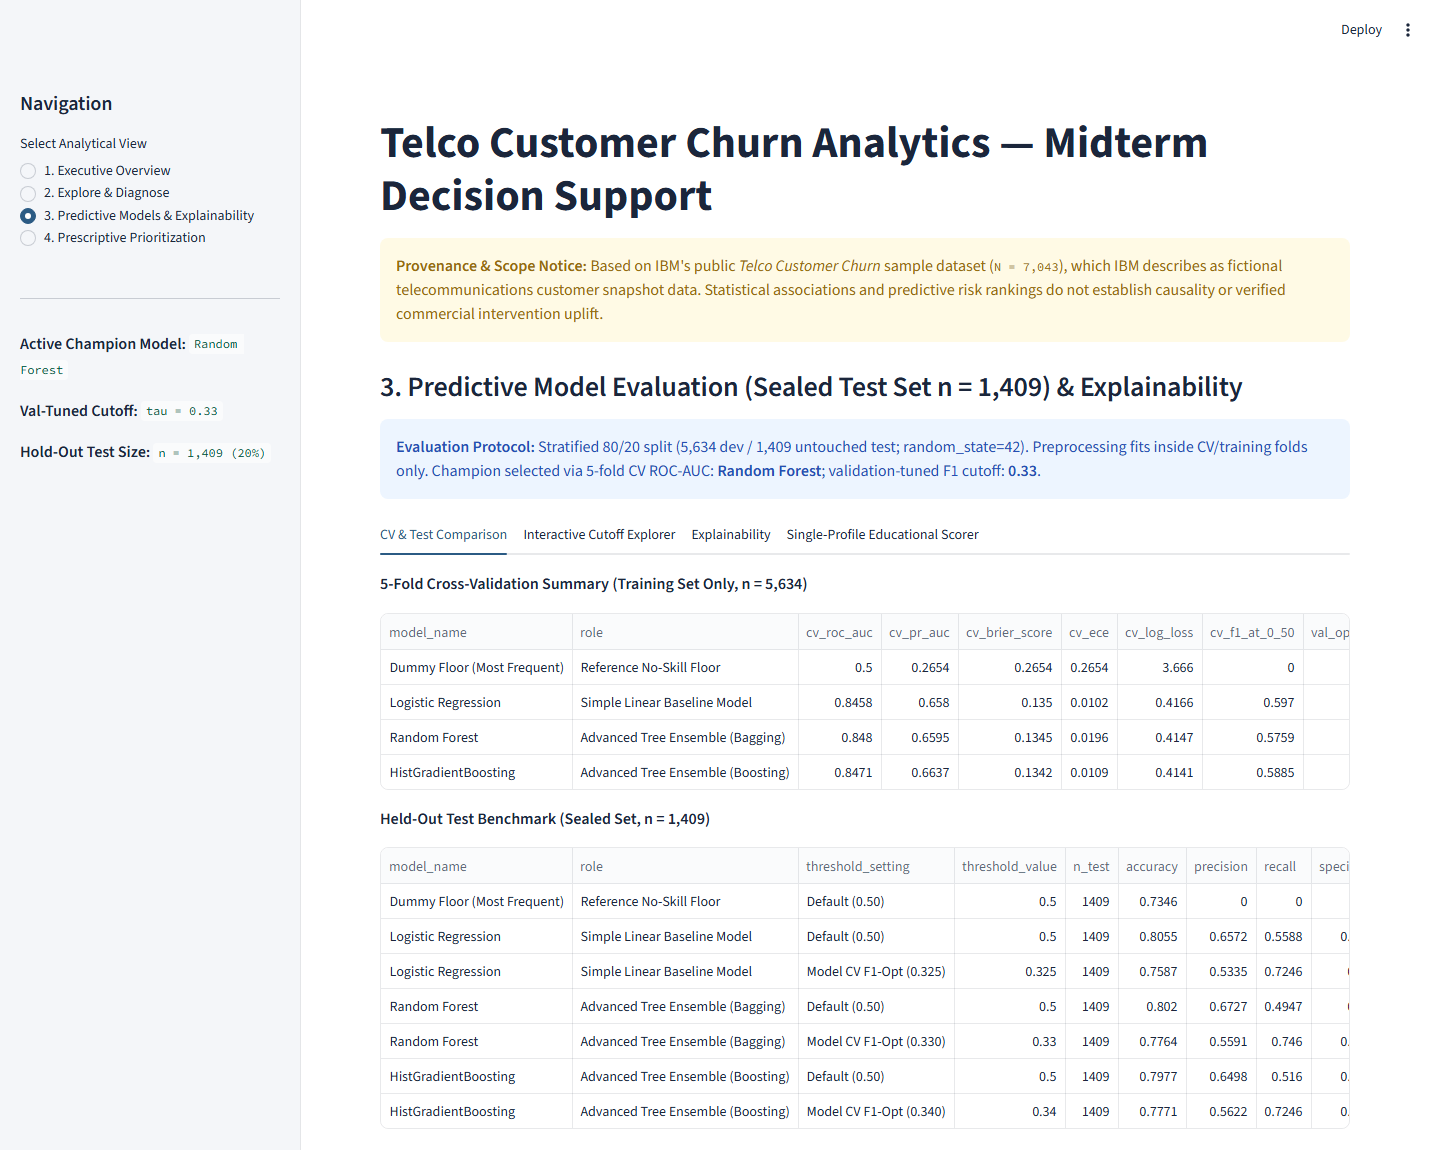 Deploy
Navigation
Select Analytical View
1. Executive Overview
2. Explore & Diagnose
3. Predictive Models & Explainability
4. Prescriptive Prioritization
Active Champion Model: Random
Forest
Val-Tuned Cutoff: tau = 0.33
Hold-Out Test Size: n = 1,409 (20%)
Telco Customer Churn Analytics — Midterm
Decision Support
Provenance & Scope Notice: Based on IBM's public Telco Customer Churn sample dataset (N = 7,043), which IBM describes as fictional
telecommunications customer snapshot data. Statistical associations and predictive risk rankings do not establish causality or verified
commercial intervention uplift.
3. Predictive Model Evaluation (Sealed Test Set n = 1,409) & Explainability
Evaluation Protocol: Stratified 80/20 split (5,634 dev / 1,409 untouched test; random_state=42). Preprocessing fits inside CV/training folds
only. Champion selected via 5-fold CV ROC-AUC: Random Forest; validation-tuned F1 cutoff: 0.33.
CV & Test Comparison Interactive Cutoff Explorer Explainability Single-Profile Educational Scorer
5-Fold Cross-Validation Summary (Training Set Only, n = 5,634)
model_name role cv_roc_auc cv_pr_auc cv_brier_score cv_ece cv_log_loss cv_f1_at_0_50 val_op
Dummy Floor (Most Frequent) Reference No-Skill Floor 0.5 0.2654 0.2654 0.2654 3.666 0
Logistic Regression Simple Linear Baseline Model 0.8458 0.658 0.135 0.0102 0.4166 0.597
Random Forest Advanced Tree Ensemble (Bagging) 0.848 0.6595 0.1345 0.0196 0.4147 0.5759
HistGradientBoosting Advanced Tree Ensemble (Boosting) 0.8471 0.6637 0.1342 0.0109 0.4141 0.5885
Held-Out Test Benchmark (Sealed Set, n = 1,409)
model_name role threshold_setting threshold_value n_test accuracy precision recall speci
Dummy Floor (Most Frequent) Reference No-Skill Floor Default (0.50) 0.5 1409 0.7346 0 0
Logistic Regression Simple Linear Baseline Model Default (0.50) 0.5 1409 0.8055 0.6572 0.5588 0.
Logistic Regression Simple Linear Baseline Model Model CV F1-Opt (0.325) 0.325 1409 0.7587 0.5335 0.7246
Random Forest Advanced Tree Ensemble (Bagging) Default (0.50) 0.5 1409 0.802 0.6727 0.4947
Random Forest Advanced Tree Ensemble (Bagging) Model CV F1-Opt (0.330) 0.33 1409 0.7764 0.5591 0.746 0.
HistGradientBoosting Advanced Tree Ensemble (Boosting) Default (0.50) 0.5 1409 0.7977 0.6498 0.516 0.
HistGradientBoosting Advanced Tree Ensemble (Boosting) Model CV F1-Opt (0.340) 0.34 1409 0.7771 0.5622 0.7246 0.